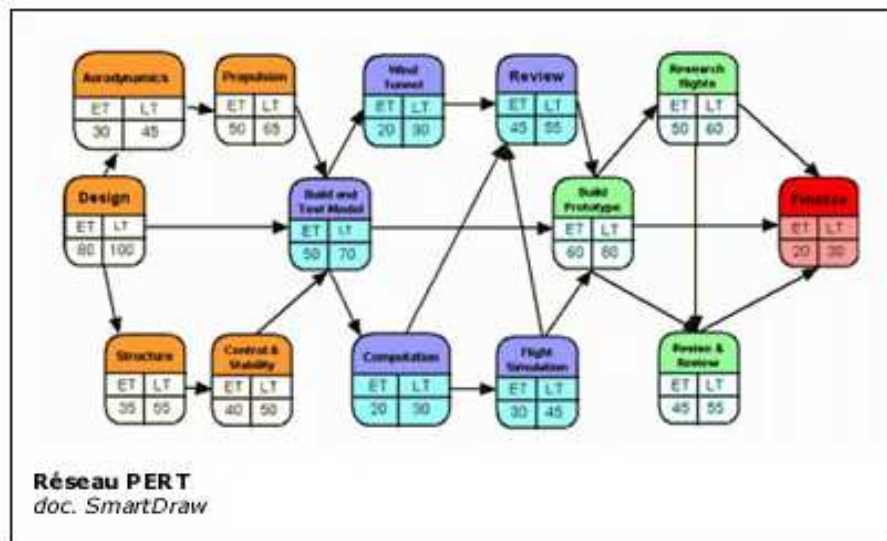 Aerodynamics
ET LT
30 45
Propulsion
ET LT
50 65
Wind
Tunnel
ET LT
20 30
Review
ET LT
45 55
Research
flights
ET LT
50 60
Design
ET LT
80 100
Build and
Test Model
ET LT
50 70
Build
Prototype
ET LT
60 80
Finalize
ET LT
20 30
Structure
ET LT
35 55
Control &
Stability
ET LT
40 50
Computation
ET LT
20 30
Flight
Simulation
ET LT
30 45
Review
ET LT
45 55
Réseau PERT
doc. SmartDraw